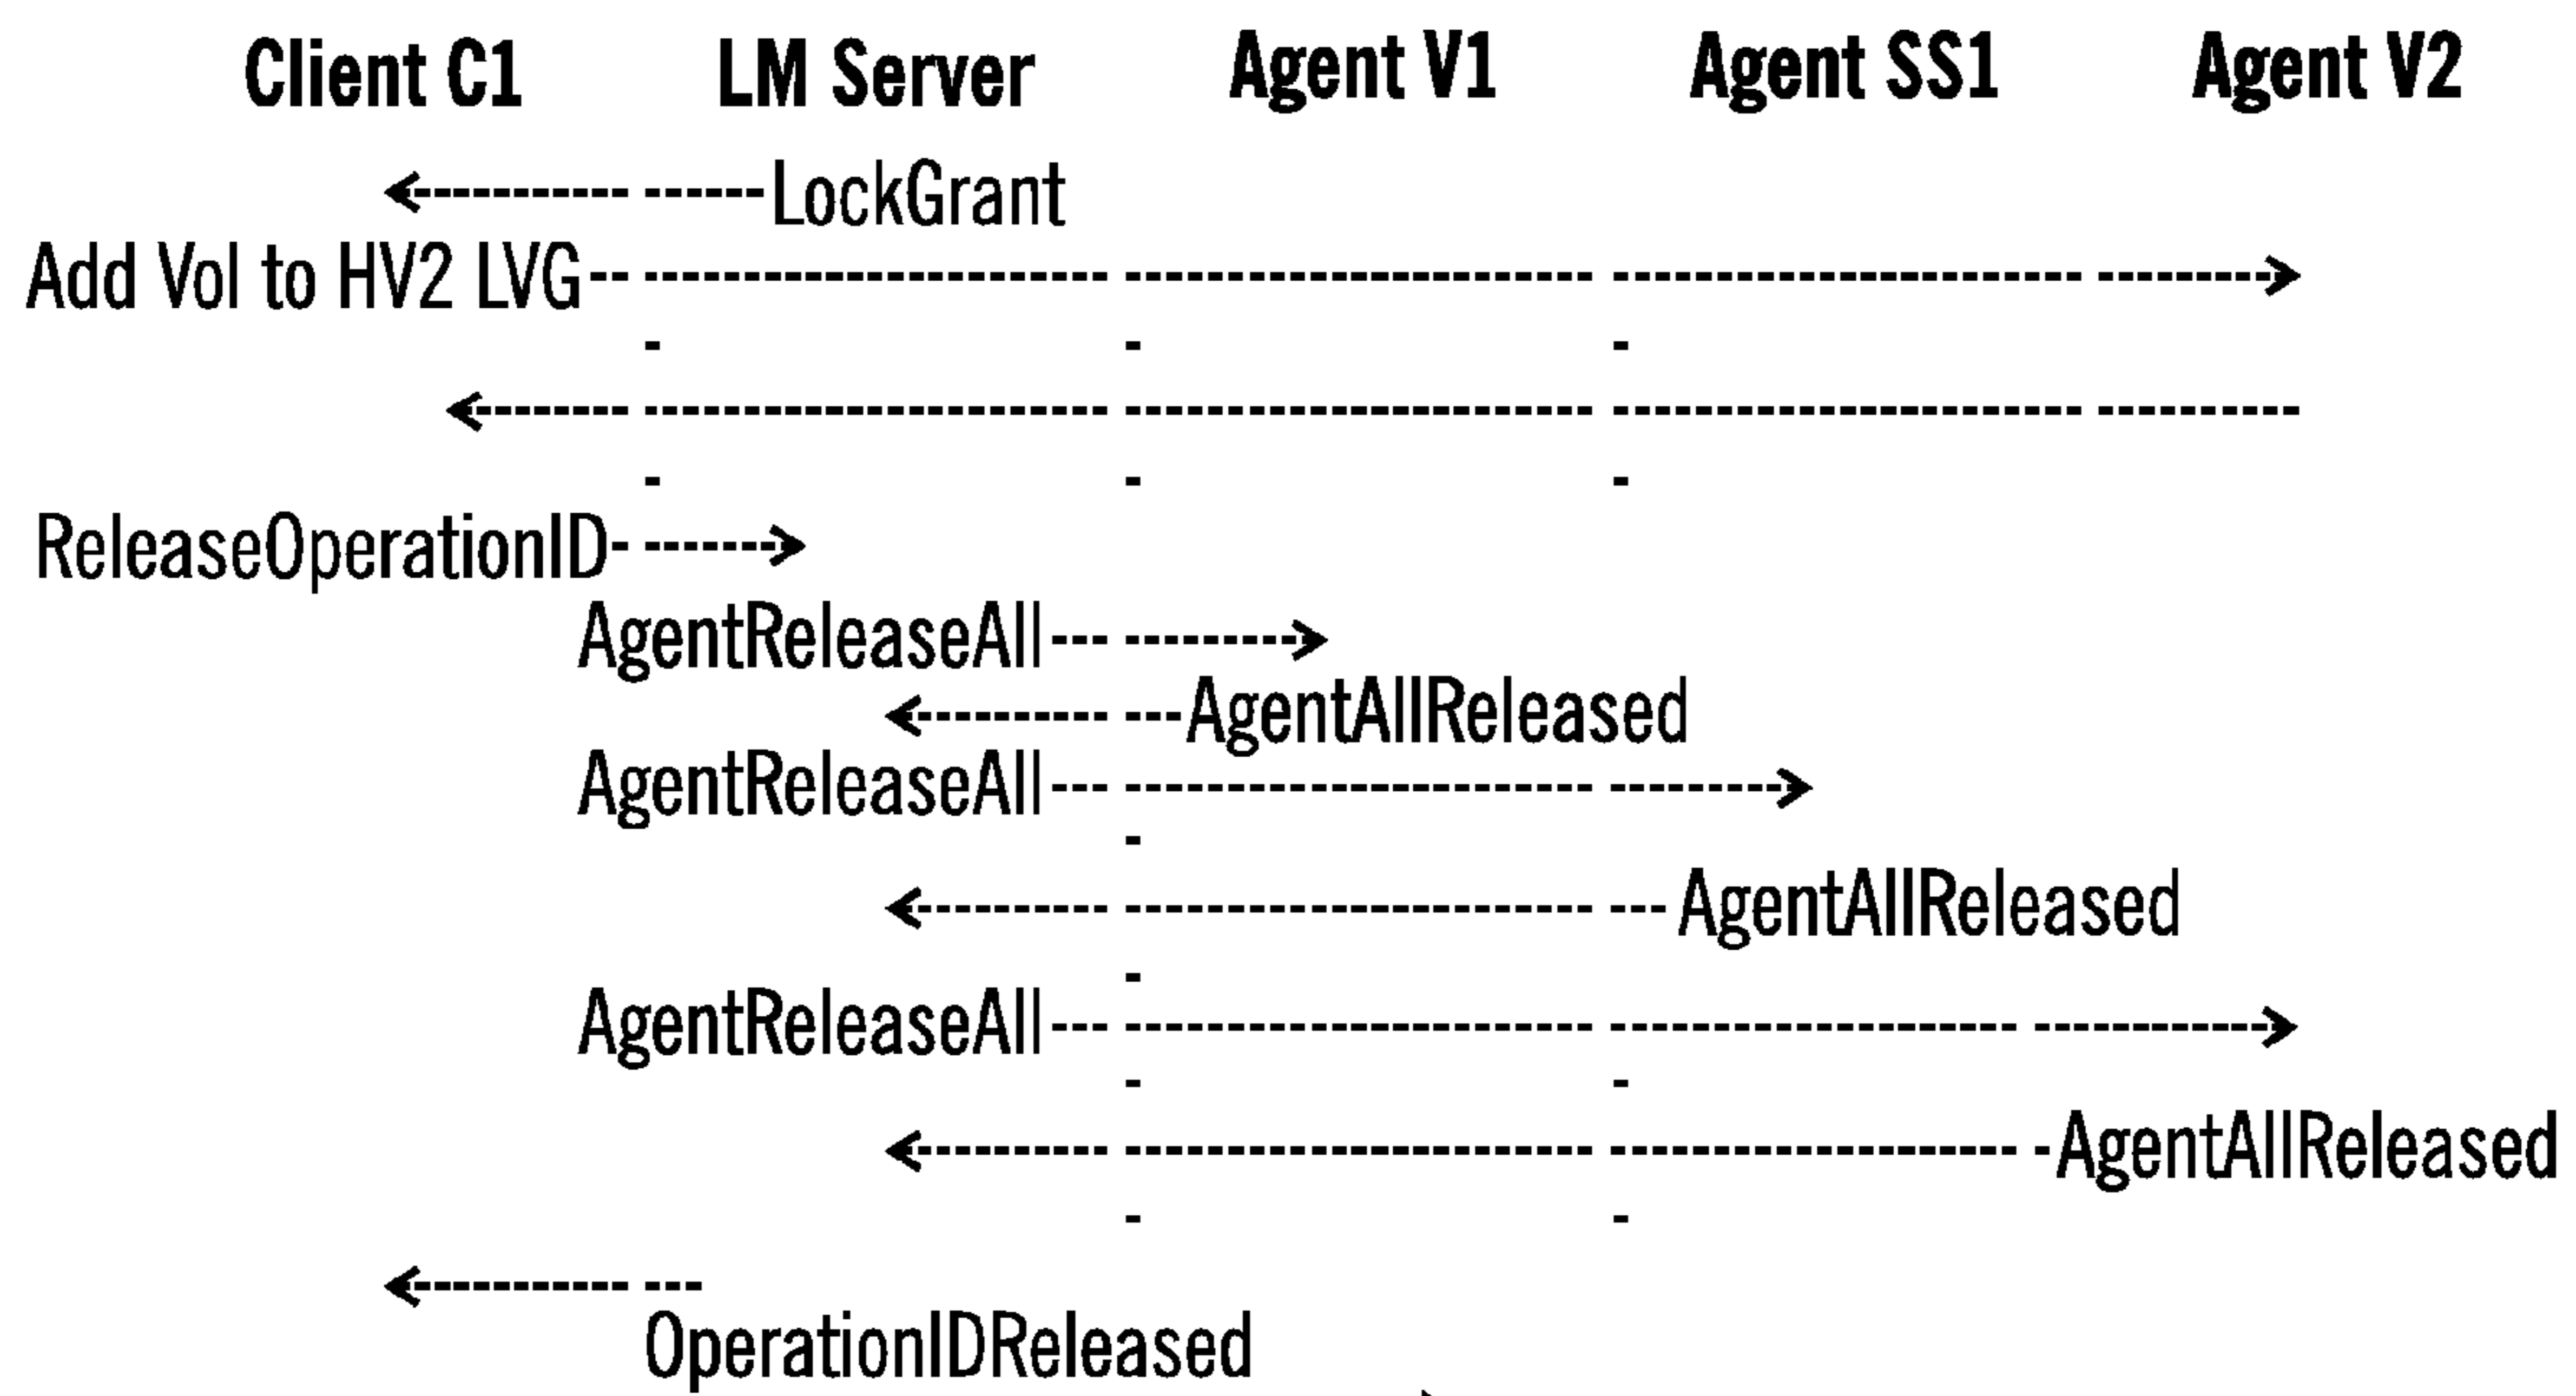 Client C1 LM Server Agent V1 Agent SS1 Agent V2
LockGrant
Add Vol to HV2 LVG
ReleaseOperationID
AgentReleaseAll
AgentAllReleased
AgentReleaseAll
AgentAllReleased
AgentReleaseAll
AgentAllReleased
OperationIDReleased